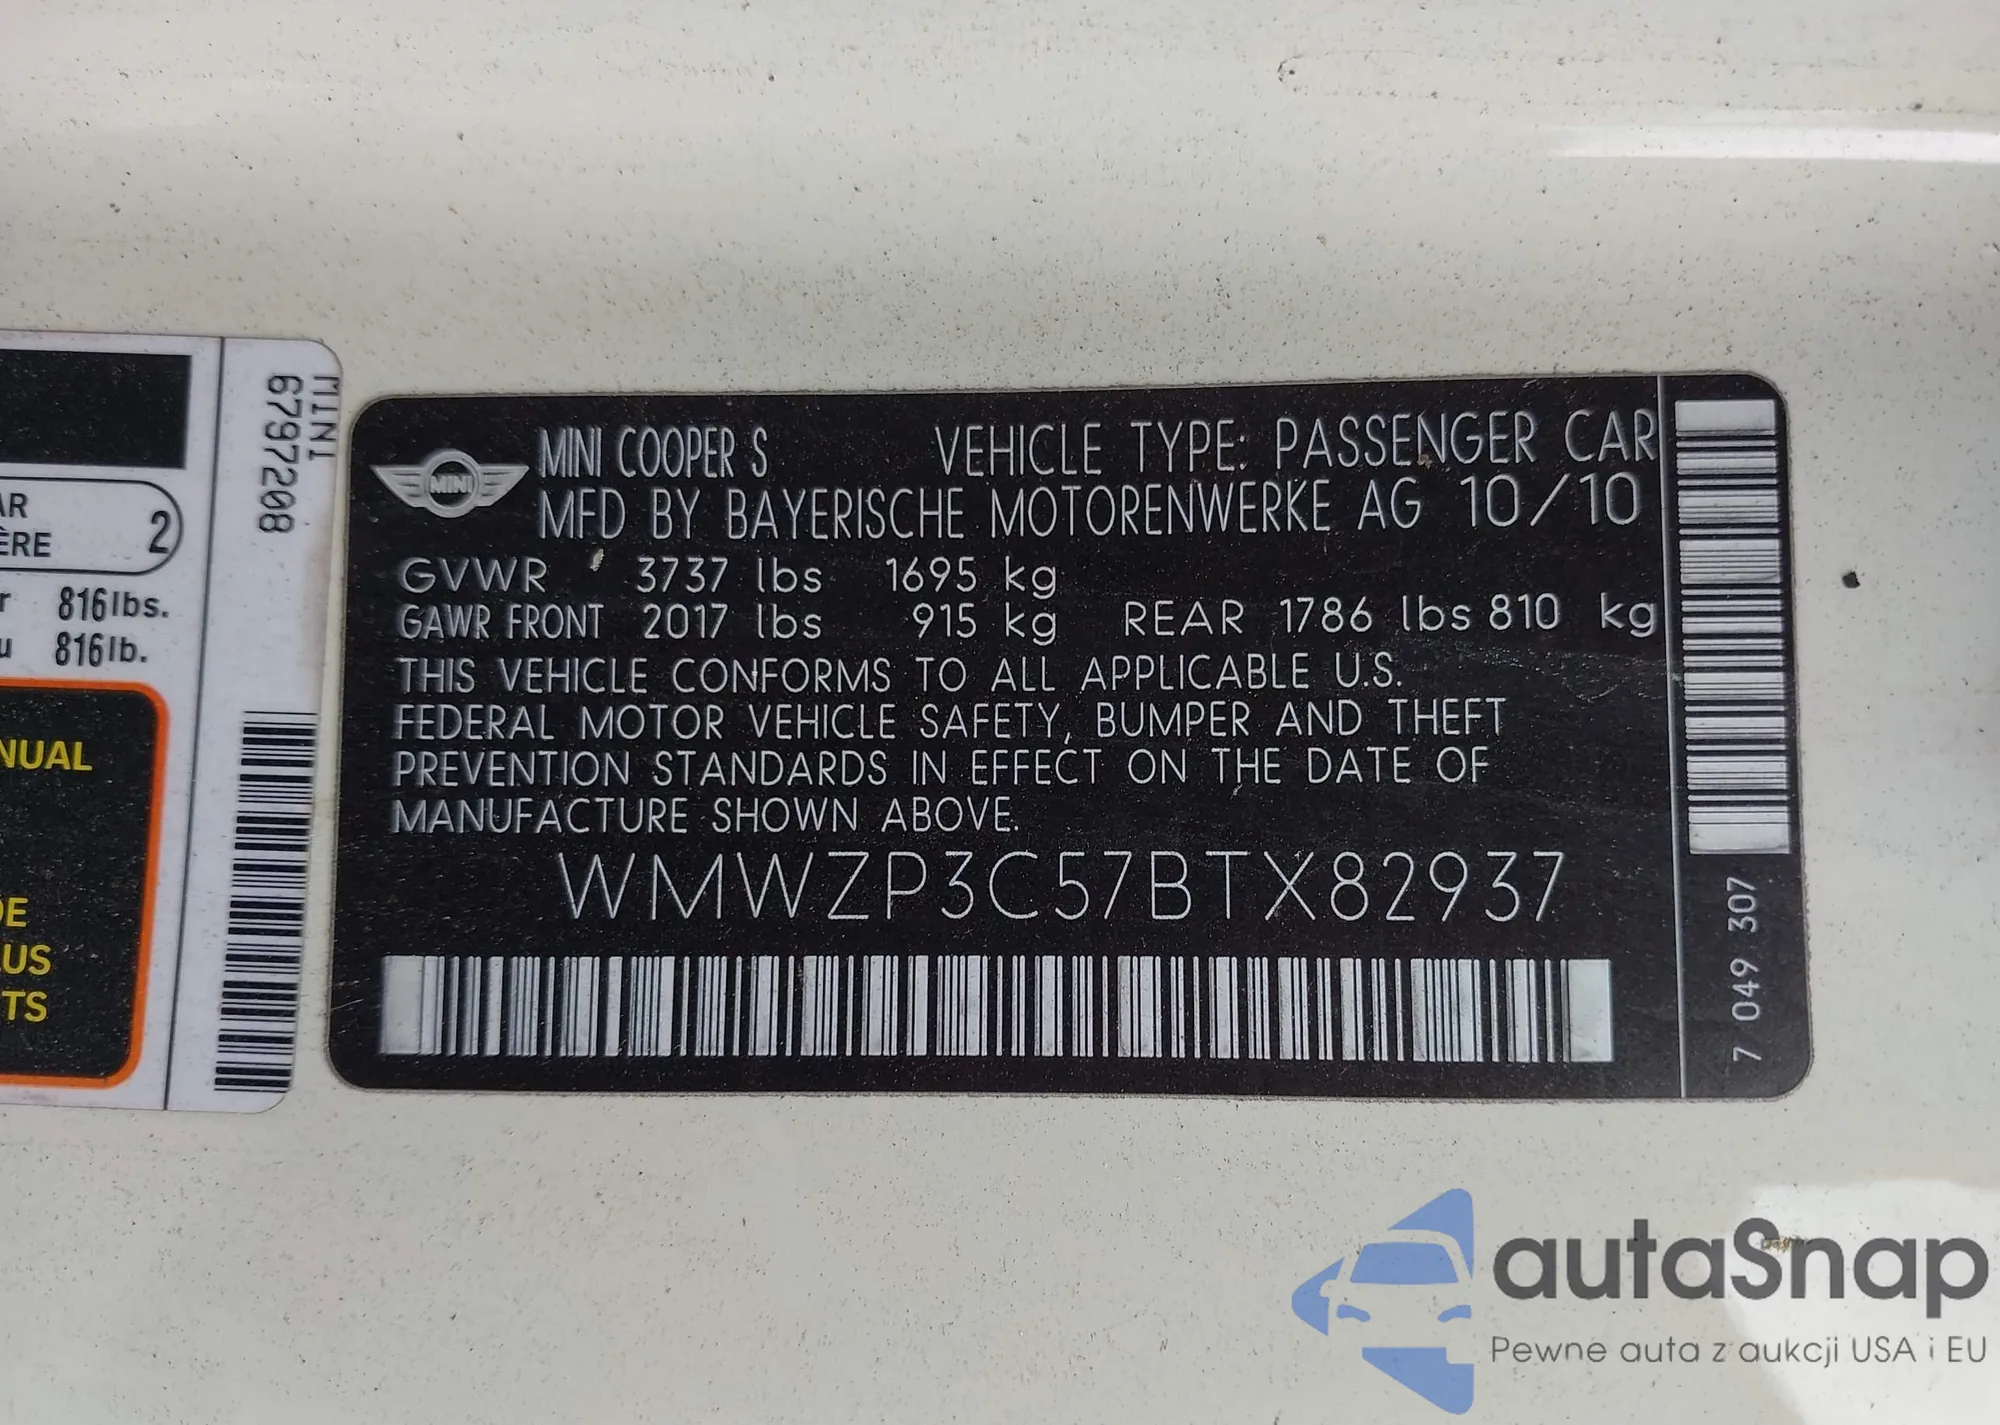 MINI
6797208
AR
ÈRE
2
r 816lbs.
u 816lb.
NUAL
DE
LUS
TS
MINI
MINI COOPER S VEHICLE TYPE: PASSENGER CAR
MFD BY BAYERISCHE MOTORENWERKE AG 10/10
GVWR 3737 lbs 1695 kg
GAWR FRONT 2017 lbs 915 kg REAR 1786 lbs 810 kg
THIS VEHICLE CONFORMS TO ALL APPLICABLE U.S.
FEDERAL MOTOR VEHICLE SAFETY, BUMPER AND THEFT
PREVENTION STANDARDS IN EFFECT ON THE DATE OF
MANUFACTURE SHOWN ABOVE.
WMWZP3C57BTX82937
7 049 307
autaSnap
Pewne auta z aukcji USA i EU